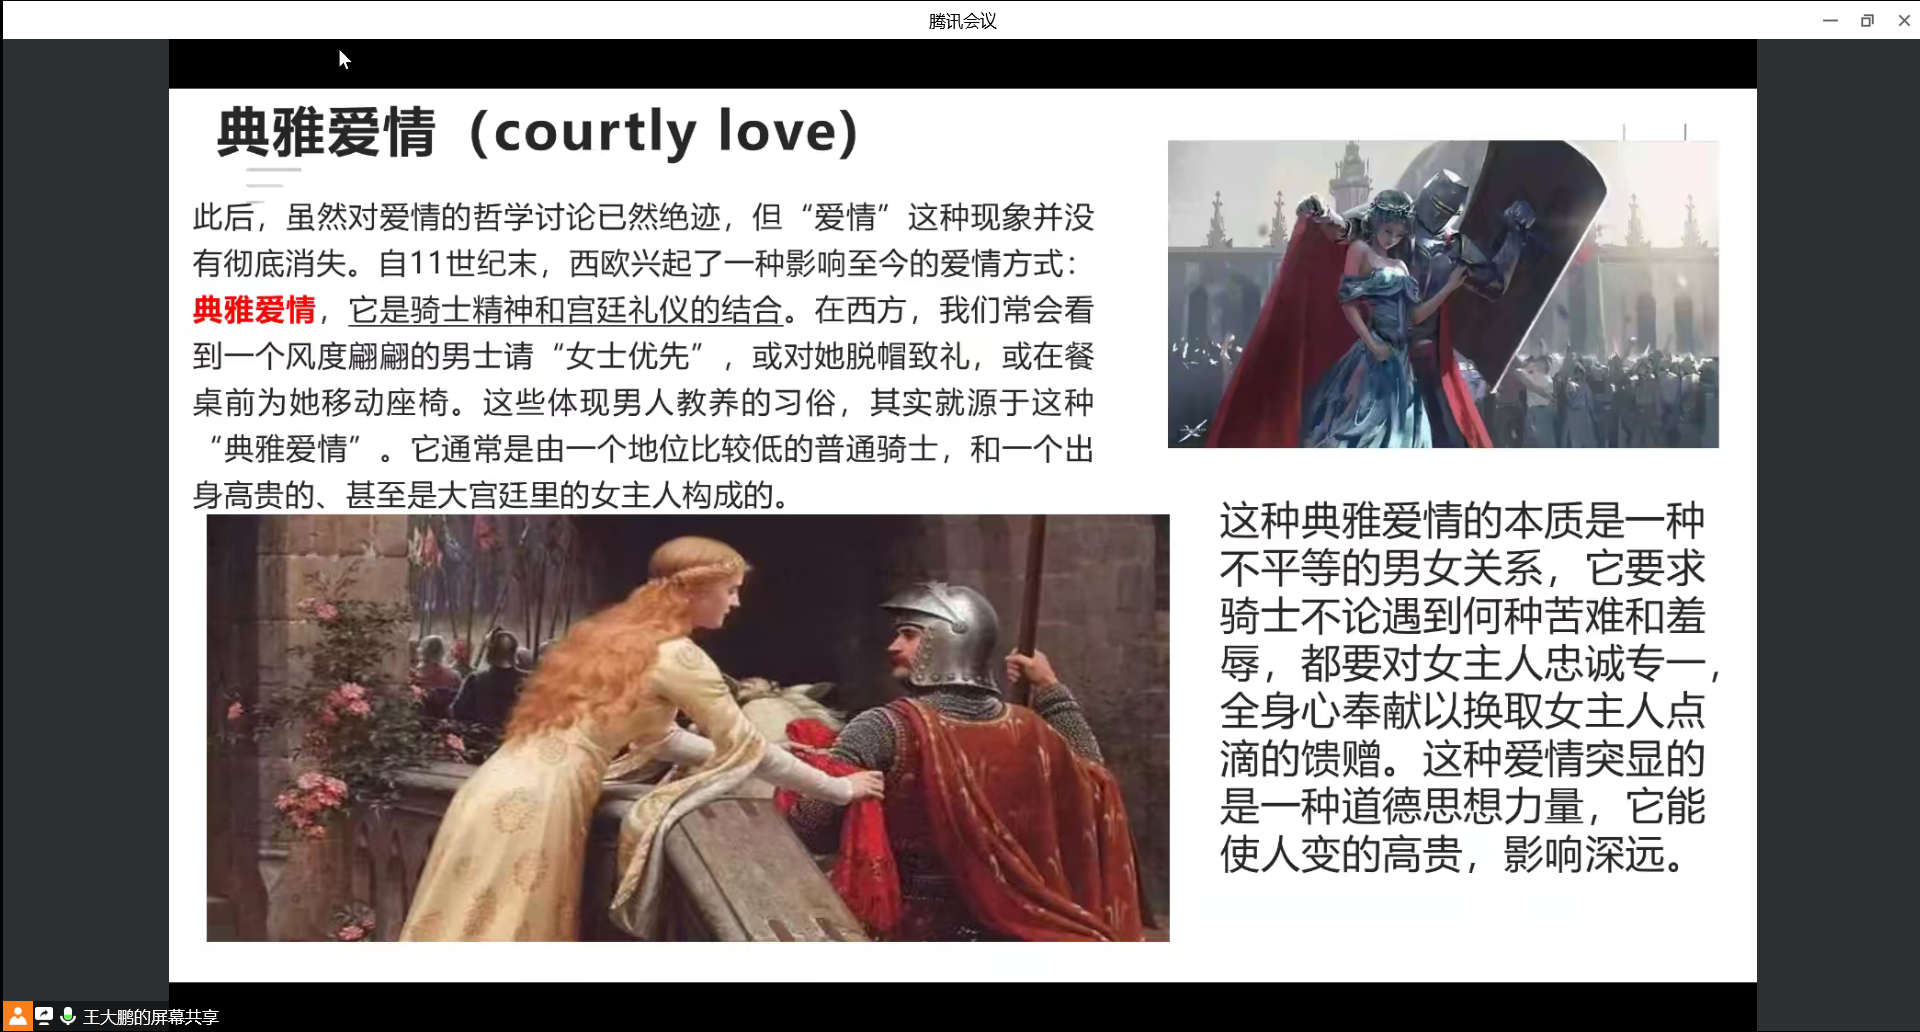 腾讯会议
典雅爱情（courtly love）
此后，虽然对爱情的哲学讨论已然绝迹，但“爱情”这种现象并没
有彻底消失。自11世纪末，西欧兴起了一种影响至今的爱情方式：
典雅爱情，它是骑士精神和宫廷礼仪的结合。在西方，我们常会看
到一个风度翩翩的男士请“女士优先”，或对她脱帽致礼，或在餐
桌前为她移动座椅。这些体现男人教养的习俗，其实就源于这种
“典雅爱情”。它通常是由一个地位比较低的普通骑士，和一个出
身高贵的、甚至是大宫廷里的女主人构成的。
这种典雅爱情的本质是一种
不平等的男女关系，它要求
骑士不论遇到何种苦难和羞
辱，都要对女主人忠诚专一，
全身心奉献以换取女主人点
滴的馈赠。这种爱情突显的
是一种道德思想力量，它能
使人变的高贵，影响深远。
王大鹏的屏幕共享